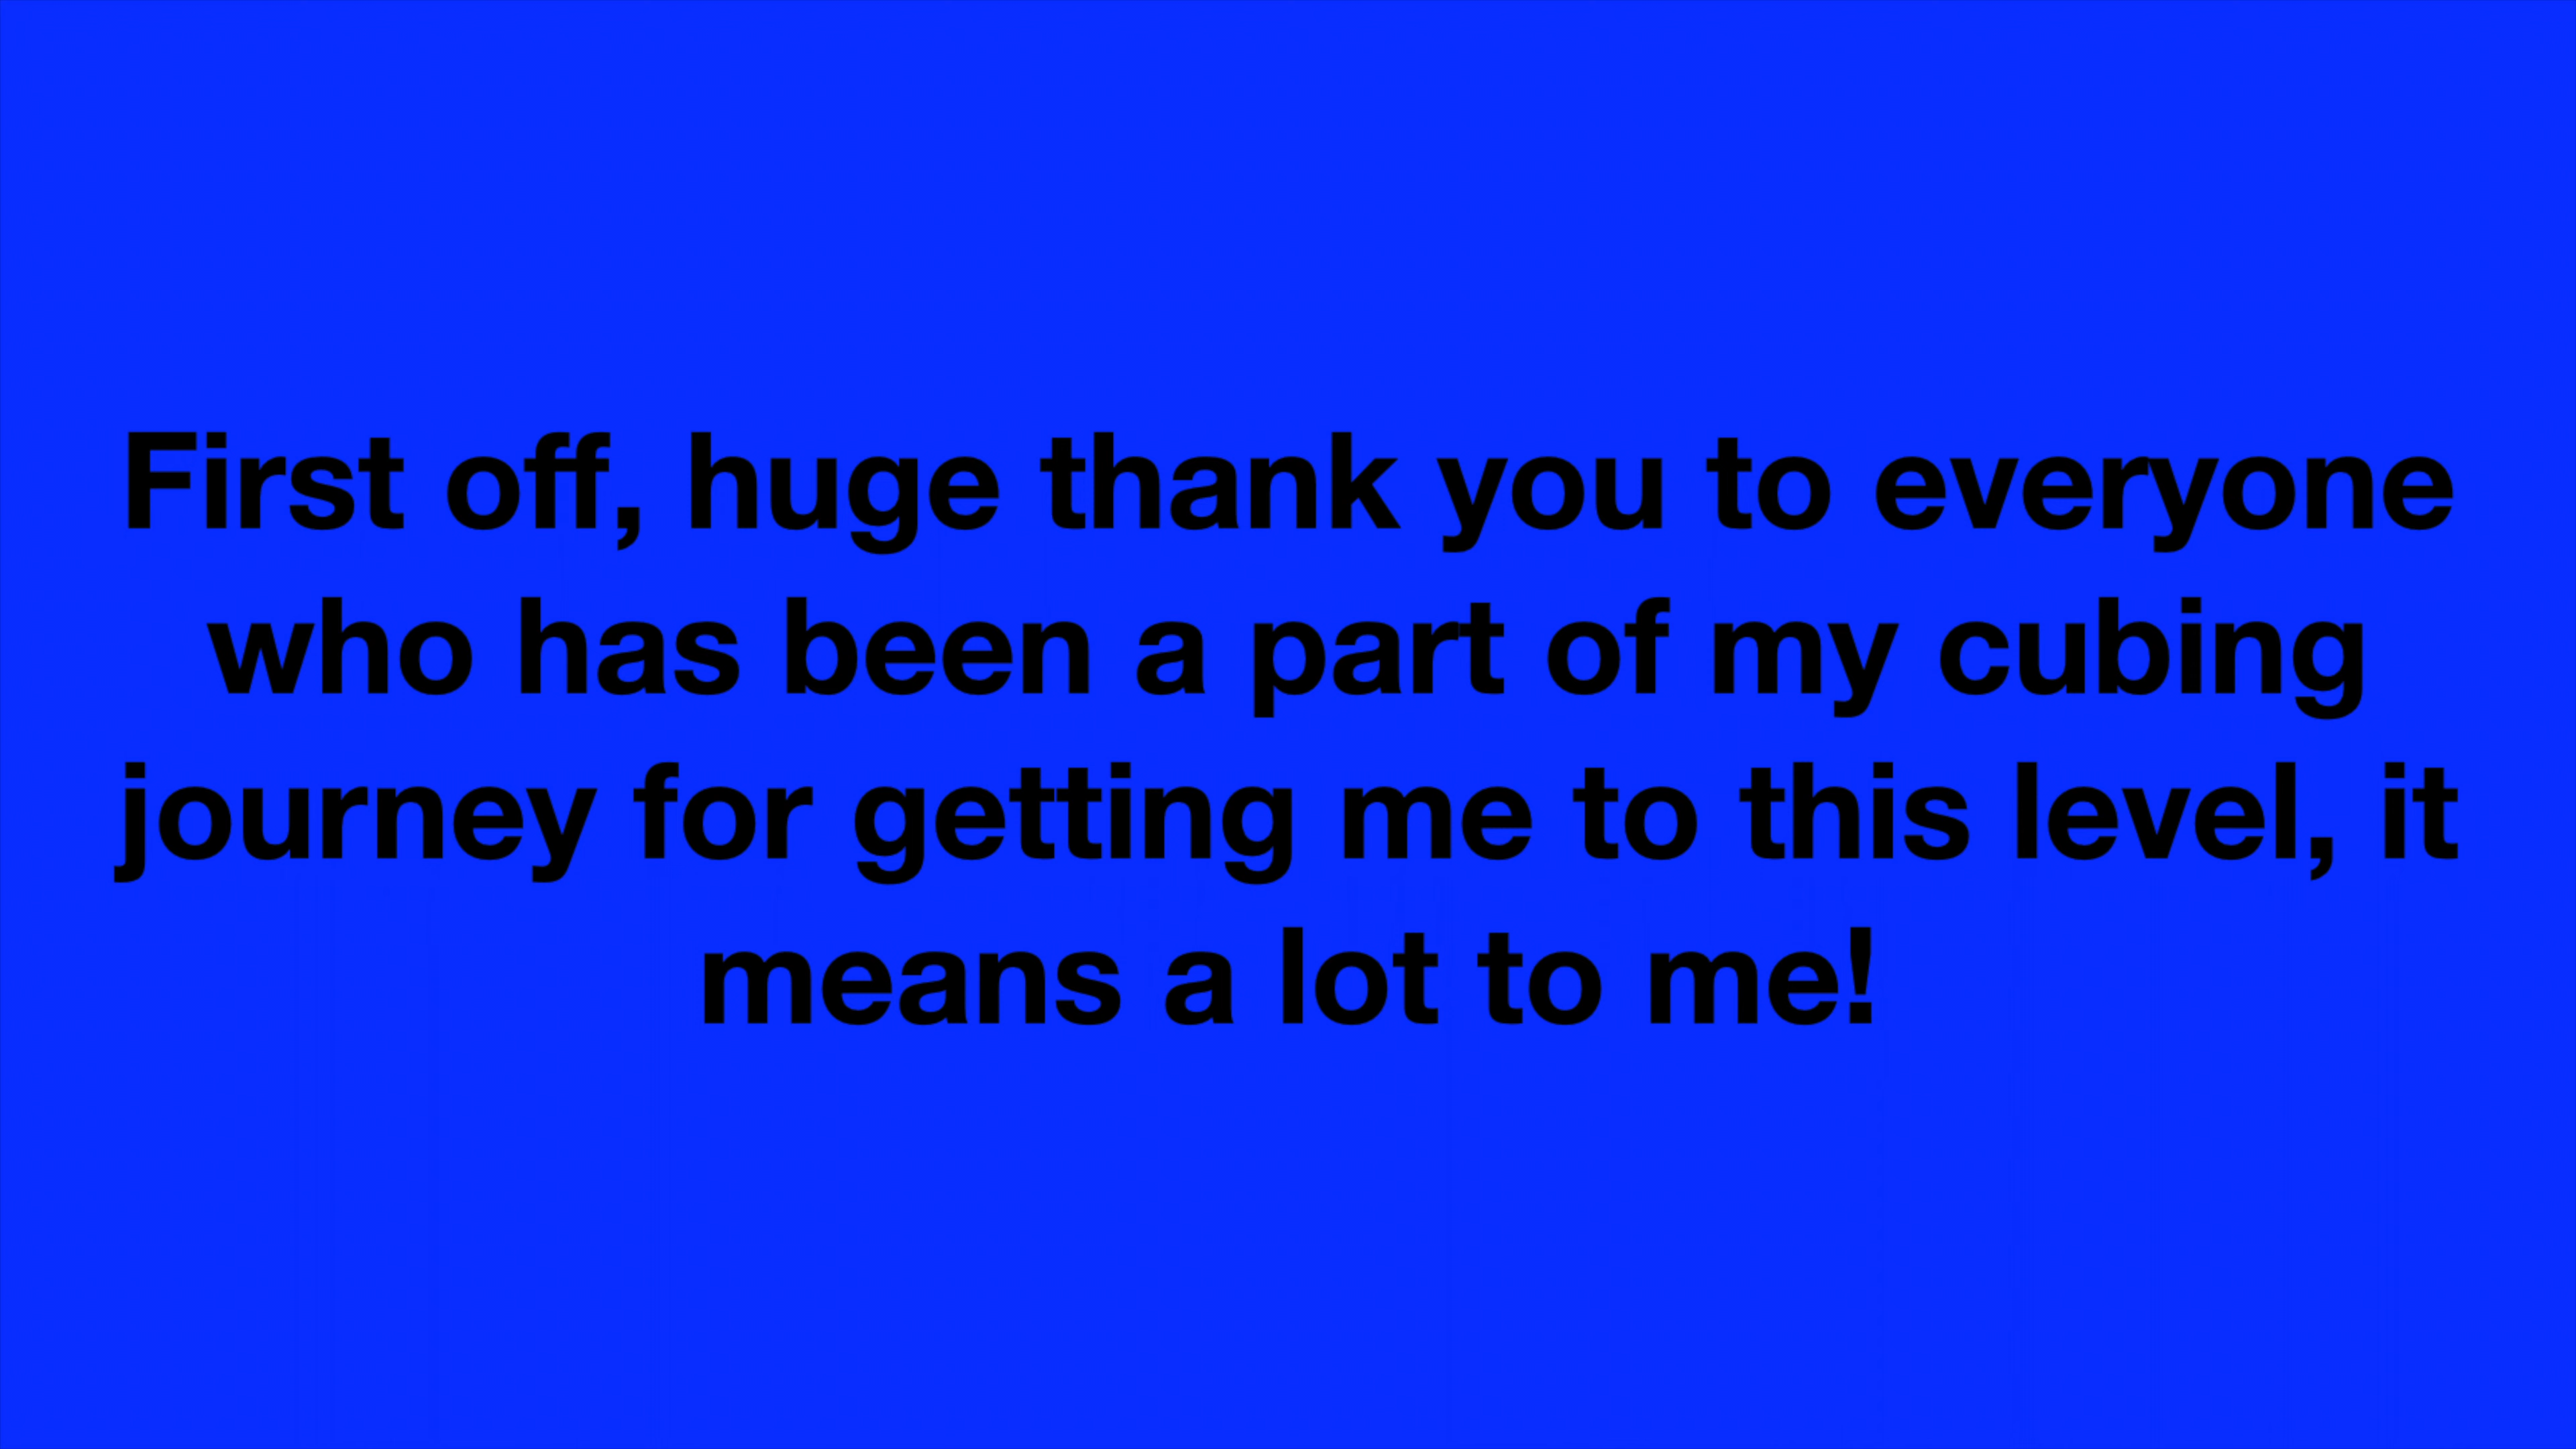 First off, huge thank you to everyone
who has been a part of my cubing
journey for getting me to this level, it
means a lot to me!